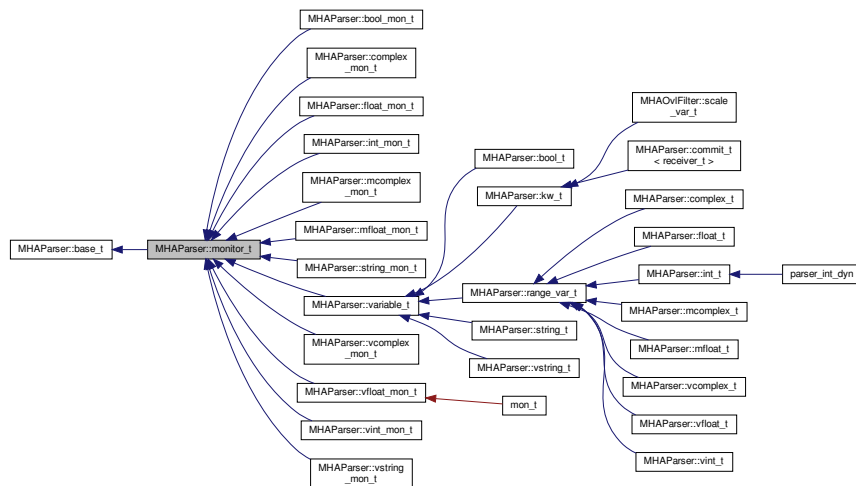 MHAParser::base_t
MHAParser::monitor_t
MHAParser::bool_mon_t
MHAParser::complex
_mon_t
MHAParser::float_mon_t
MHAParser::int_mon_t
MHAParser::mcomplex
_mon_t
MHAParser::mfloat_mon_t
MHAParser::string_mon_t
MHAParser::variable_t
MHAParser::vcomplex
_mon_t
MHAParser::vfloat_mon_t
MHAParser::vint_mon_t
MHAParser::vstring
_mon_t
MHAParser::bool_t
MHAParser::kw_t
MHAParser::range_var_t
MHAParser::string_t
MHAParser::vstring_t
mon_t
MHAOvlFilter::scale
_var_t
MHAParser::commit_t
< receiver_t >
MHAParser::complex_t
MHAParser::float_t
MHAParser::int_t
MHAParser::mcomplex_t
MHAParser::mfloat_t
MHAParser::vcomplex_t
MHAParser::vfloat_t
MHAParser::vint_t
parser_int_dyn